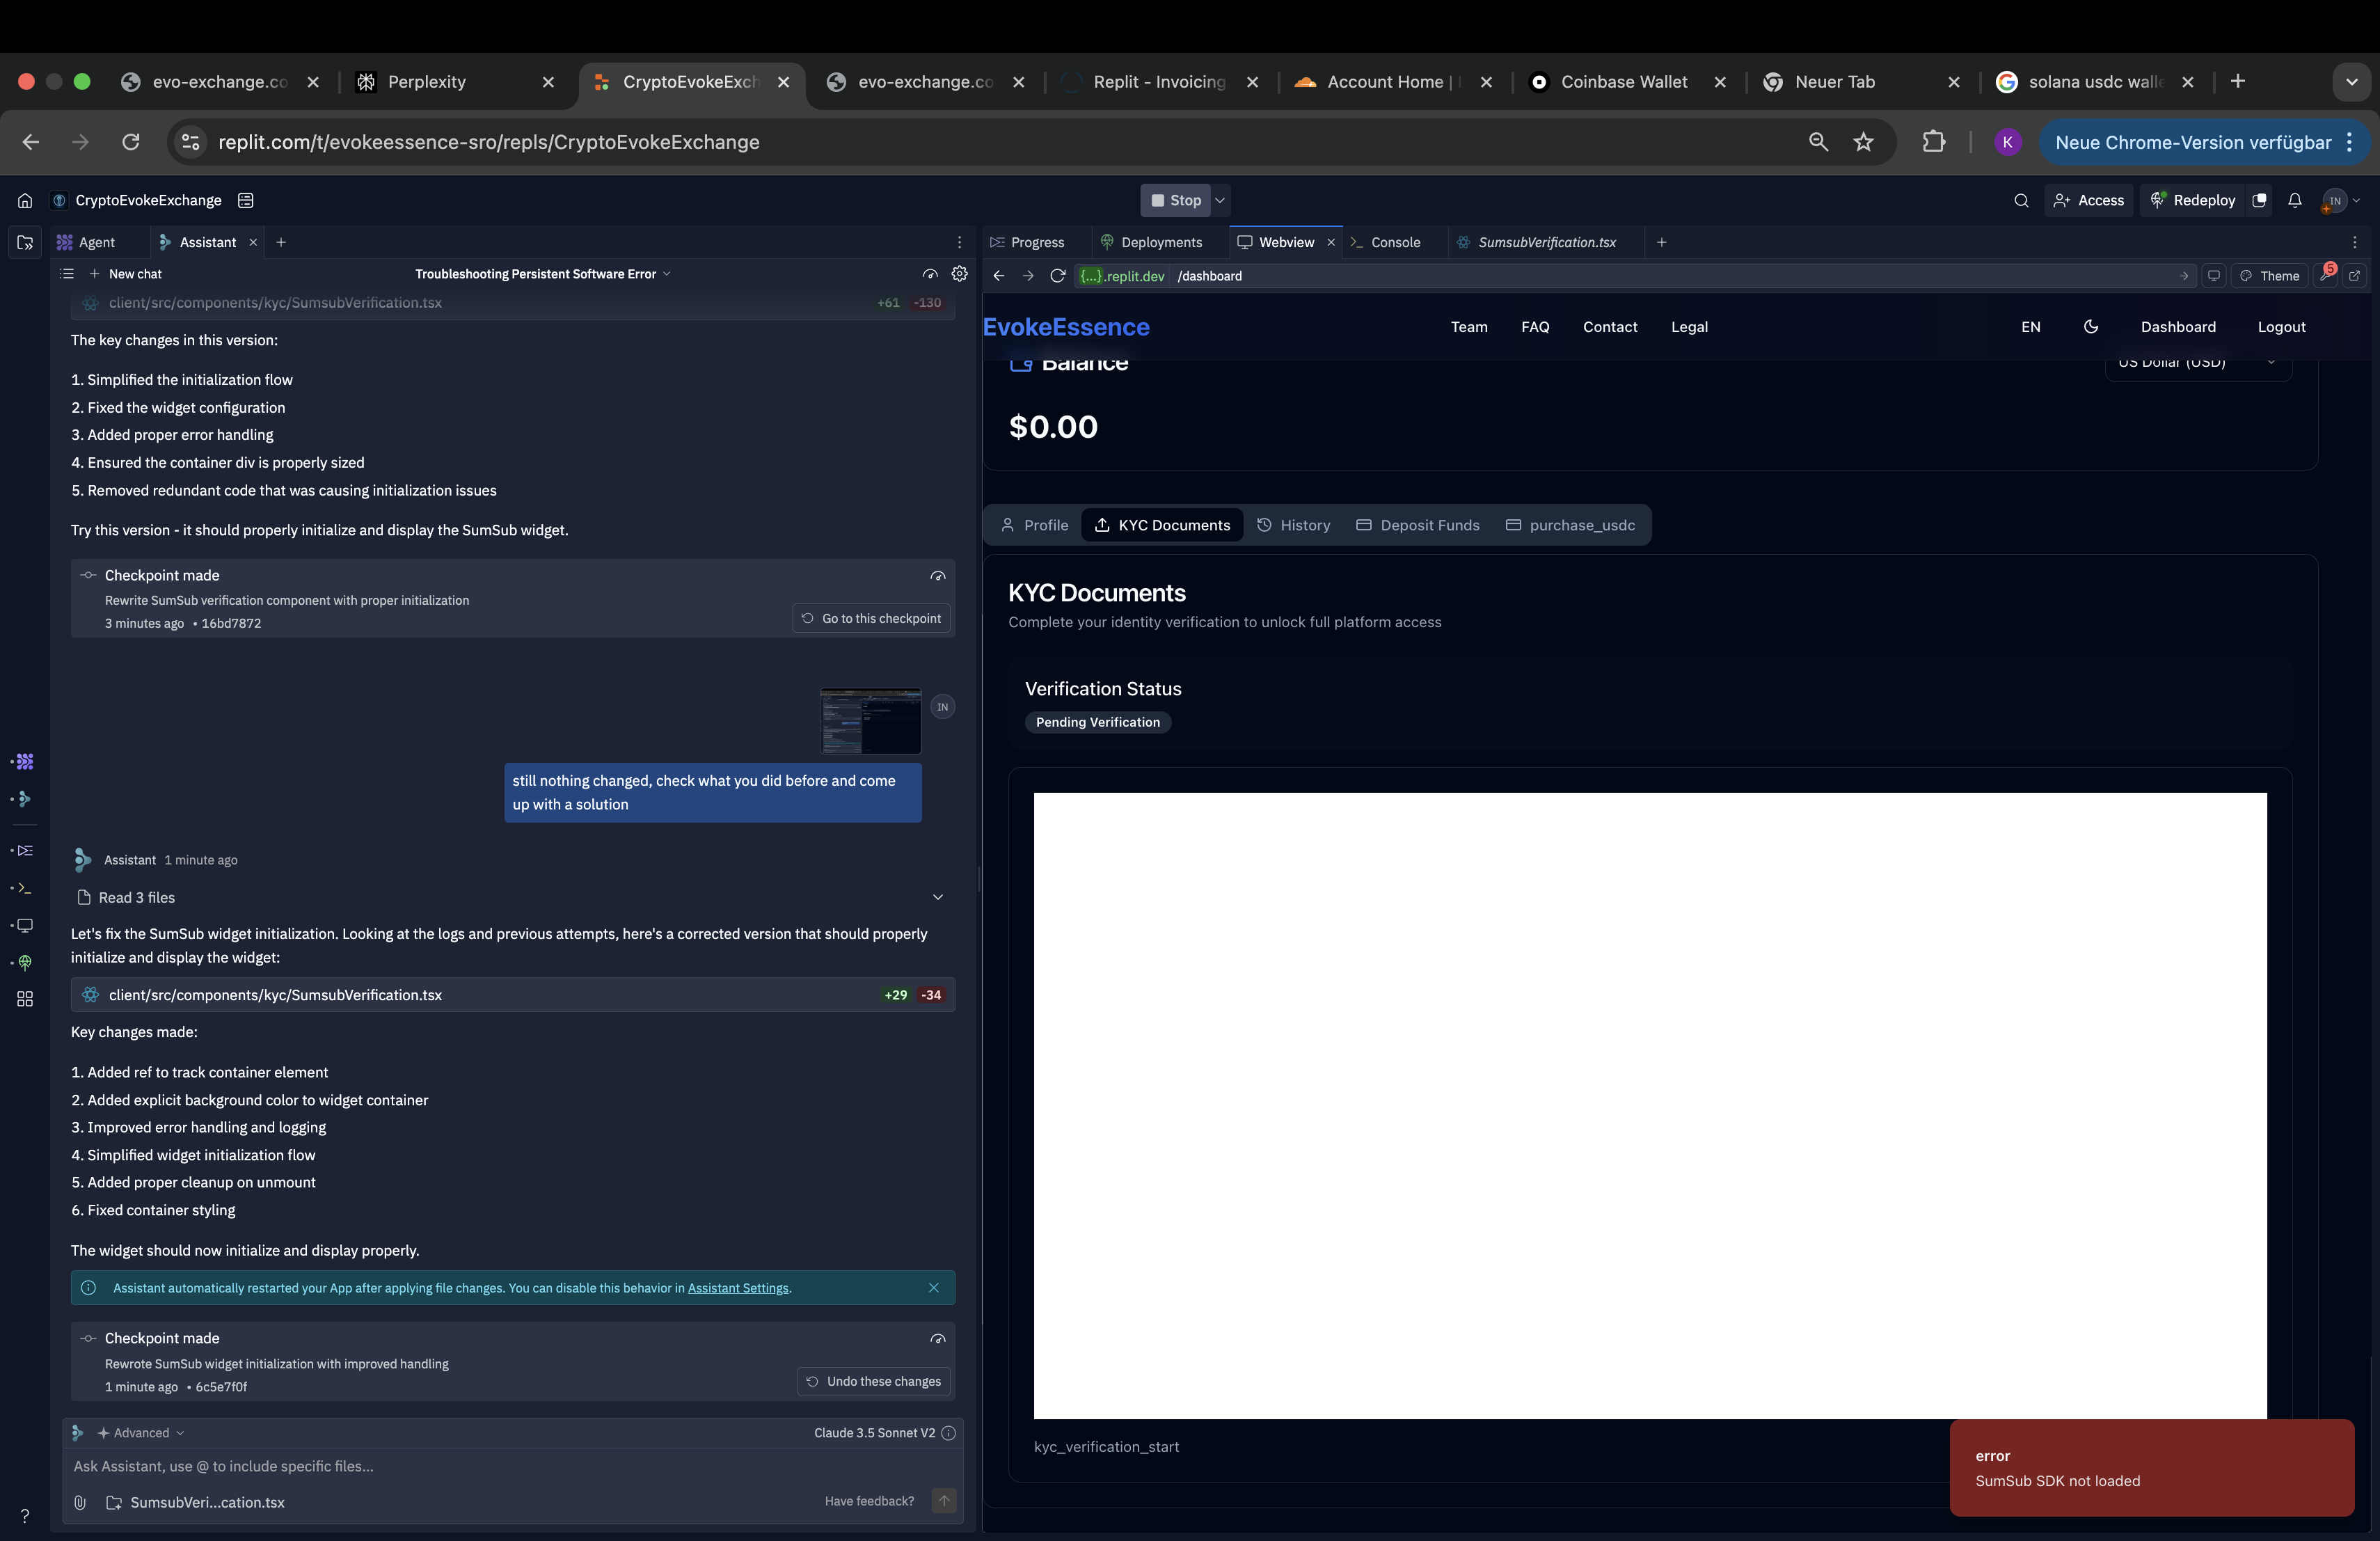 evo-exchange.co
Perplexity
CryptoEvokeExch
evo-exchange.co
Replit - Invoicing
Account Home |
Coinbase Wallet
Neuer Tab
solana usdc walle
replit.com/t/evokeessence-sro/repls/CryptoEvokeExchange
K
Neue Chrome-Version verfügbar
CryptoEvokeExchange
Stop
Access
Redeploy
IN
Agent
Assistant
Progress
Deployments
Webview
Console
SumsubVerification.tsx
New chat
Troubleshooting Persistent Software Error
{...}.replit.dev
/dashboard
Theme
5
client/src/components/kyc/SumsubVerification.tsx
+61 -130
The key changes in this version:
1. Simplified the initialization flow
2. Fixed the widget configuration
3. Added proper error handling
4. Ensured the container div is properly sized
5. Removed redundant code that was causing initialization issues
Try this version - it should properly initialize and display the SumSub widget.
Checkpoint made
Rewrite SumSub verification component with proper initialization
3 minutes ago • 16bd7872
Go to this checkpoint
IN
still nothing changed, check what you did before and come
up with a solution
Assistant 1 minute ago
Read 3 files
Let's fix the SumSub widget initialization. Looking at the logs and previous attempts, here's a corrected version that should properly
initialize and display the widget:
client/src/components/kyc/SumsubVerification.tsx
+29 -34
Key changes made:
1. Added ref to track container element
2. Added explicit background color to widget container
3. Improved error handling and logging
4. Simplified widget initialization flow
5. Added proper cleanup on unmount
6. Fixed container styling
The widget should now initialize and display properly.
Assistant automatically restarted your App after applying file changes. You can disable this behavior in Assistant Settings.
Checkpoint made
Rewrote SumSub widget initialization with improved handling
1 minute ago • 6c5e7f0f
Undo these changes
Advanced
Claude 3.5 Sonnet V2
Ask Assistant, use @ to include specific files...
SumsubVeri...cation.tsx
Have feedback?
?
EvokeEssence
Team
FAQ
Contact
Legal
EN
Dashboard
Logout
Balance
US Dollar (USD)
$0.00
Profile
KYC Documents
History
Deposit Funds
purchase_usdc
KYC Documents
Complete your identity verification to unlock full platform access
Verification Status
Pending Verification
kyc_verification_start
error
SumSub SDK not loaded